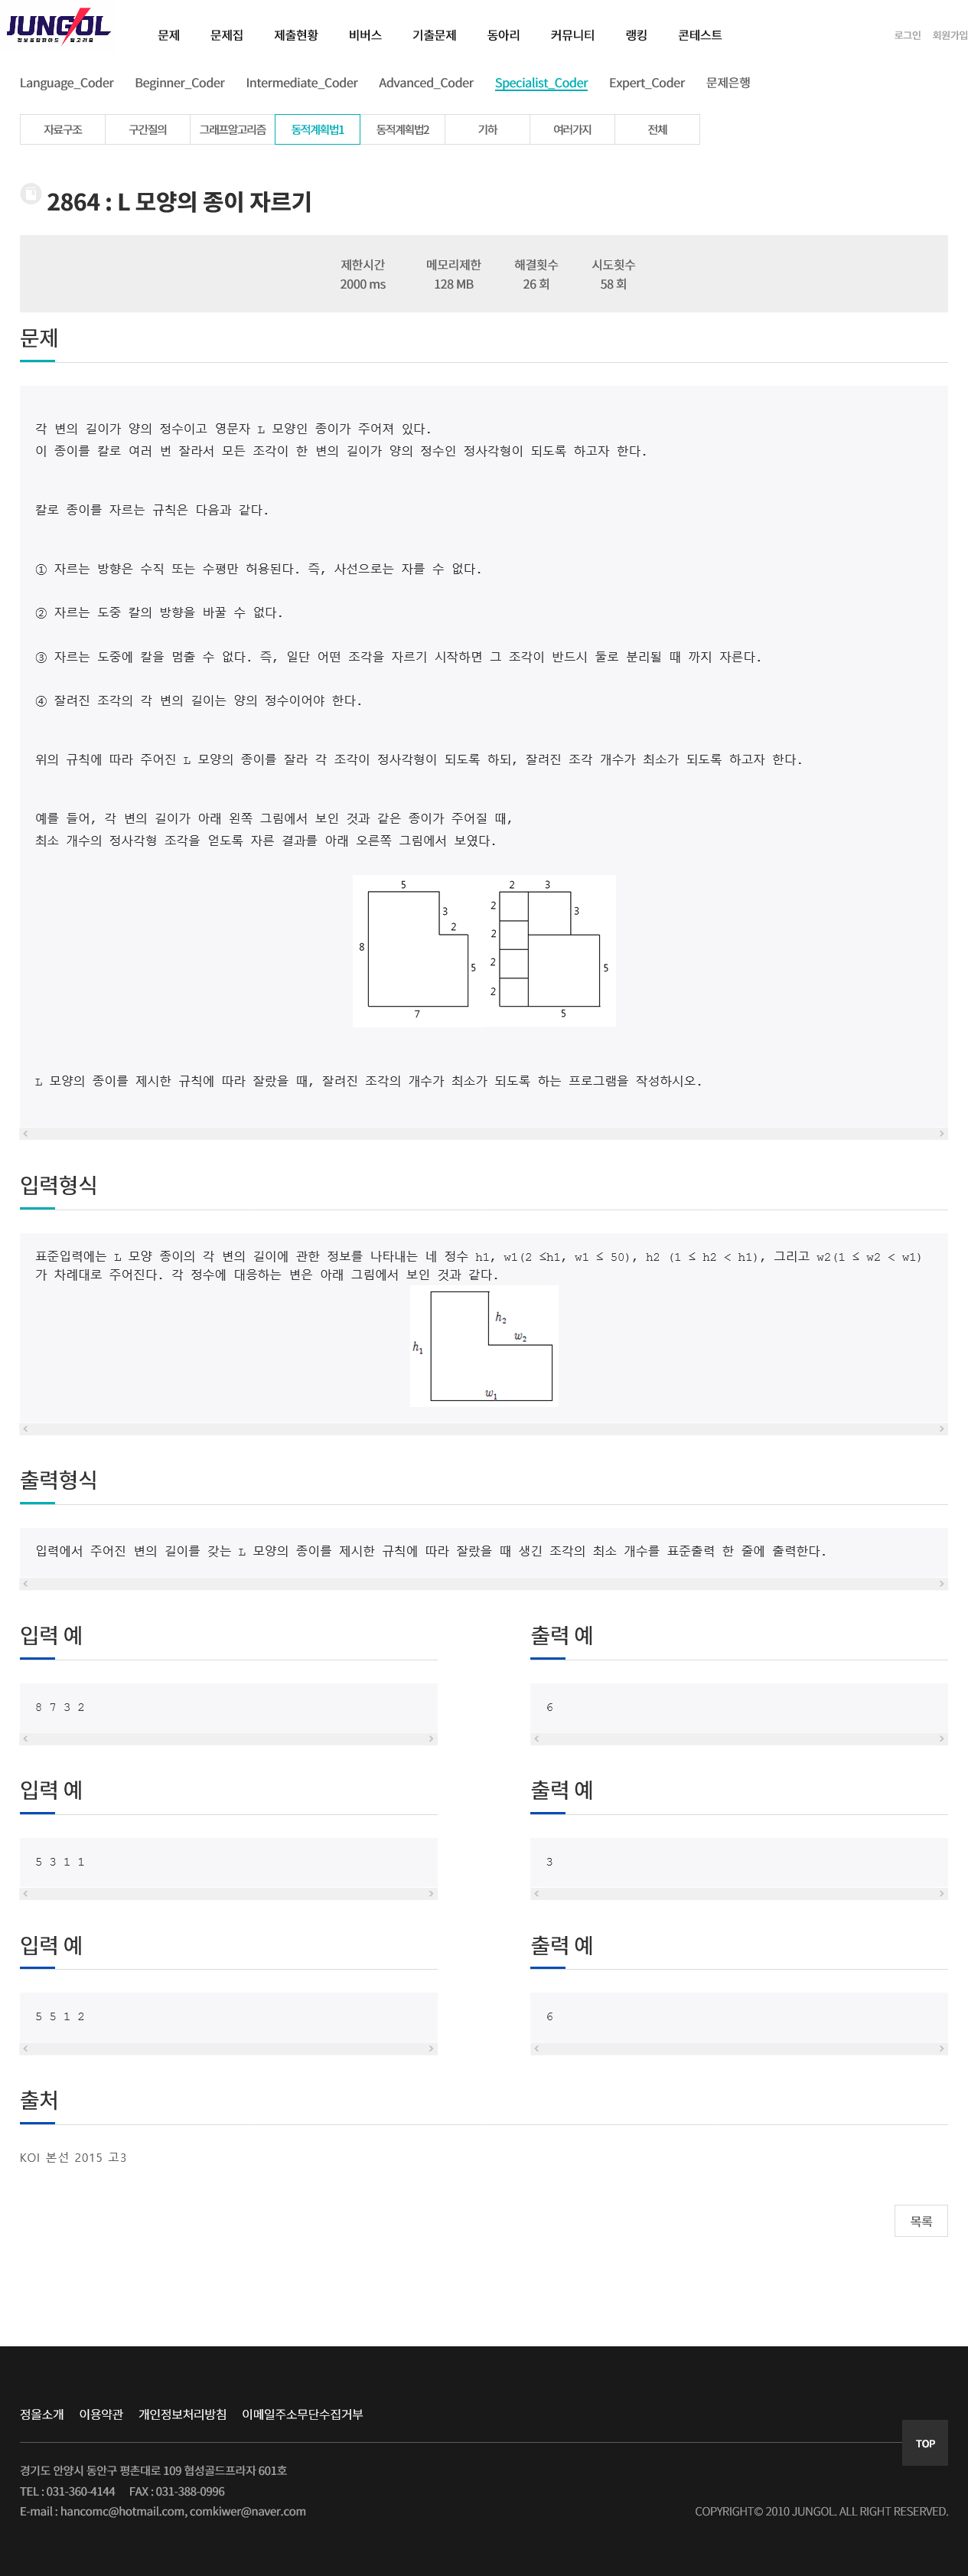 JUNGOL
정보올림피아드 · 알고리즘
문제 문제집 제출현황 비버스 기출문제 동아리 커뮤니티 랭킹 콘테스트 로그인 회원가입
Language_Coder Beginner_Coder Intermediate_Coder Advanced_Coder Specialist_Coder Expert_Coder 문제은행
자료구조 구간질의 그래프알고리즘 동적계획법1 동적계획법2 기하 여러가지 전체
2864 : L 모양의 종이 자르기
제한시간 메모리제한 해결횟수 시도횟수
2000 ms 128 MB 26 회 58 회
문제
각 변의 길이가 양의 정수이고 영문자 L 모양인 종이가 주어져 있다.
이 종이를 칼로 여러 번 잘라서 모든 조각이 한 변의 길이가 양의 정수인 정사각형이 되도록 하고자 한다.
칼로 종이를 자르는 규칙은 다음과 같다.
① 자르는 방향은 수직 또는 수평만 허용된다. 즉, 사선으로는 자를 수 없다.
② 자르는 도중 칼의 방향을 바꿀 수 없다.
③ 자르는 도중에 칼을 멈출 수 없다. 즉, 일단 어떤 조각을 자르기 시작하면 그 조각이 반드시 둘로 분리될 때 까지 자른다.
④ 잘려진 조각의 각 변의 길이는 양의 정수이어야 한다.
위의 규칙에 따라 주어진 L 모양의 종이를 잘라 각 조각이 정사각형이 되도록 하되, 잘려진 조각 개수가 최소가 되도록 하고자 한다.
예를 들어, 각 변의 길이가 아래 왼쪽 그림에서 보인 것과 같은 종이가 주어질 때,
최소 개수의 정사각형 조각을 얻도록 자른 결과를 아래 오른쪽 그림에서 보였다.
5 2 3
2
3 3
2
2
8
2
5 5
2
7 5
L 모양의 종이를 제시한 규칙에 따라 잘랐을 때, 잘려진 조각의 개수가 최소가 되도록 하는 프로그램을 작성하시오.
입력형식
표준입력에는 L 모양 종이의 각 변의 길이에 관한 정보를 나타내는 네 정수 h1, w1(2 ≤h1, w1 ≤ 50), h2 (1 ≤ h2 < h1), 그리고 w2(1 ≤ w2 < w1)
가 차례대로 주어진다. 각 정수에 대응하는 변은 아래 그림에서 보인 것과 같다.
h2
w2
h1
w1
출력형식
입력에서 주어진 변의 길이를 갖는 L 모양의 종이를 제시한 규칙에 따라 잘랐을 때 생긴 조각의 최소 개수를 표준출력 한 줄에 출력한다.
입력 예 출력 예
8 7 3 2 6
입력 예 출력 예
5 3 1 1 3
입력 예 출력 예
5 5 1 2 6
출처
KOI 본선 2015 고3
목록
정올소개 이용약관 개인정보처리방침 이메일주소무단수집거부
TOP
경기도 안양시 동안구 평촌대로 109 협성골드프라자 601호
TEL : 031-360-4144 FAX : 031-388-0996
E-mail : hancomc@hotmail.com, comkiwer@naver.com COPYRIGHT© 2010 JUNGOL. ALL RIGHT RESERVED.